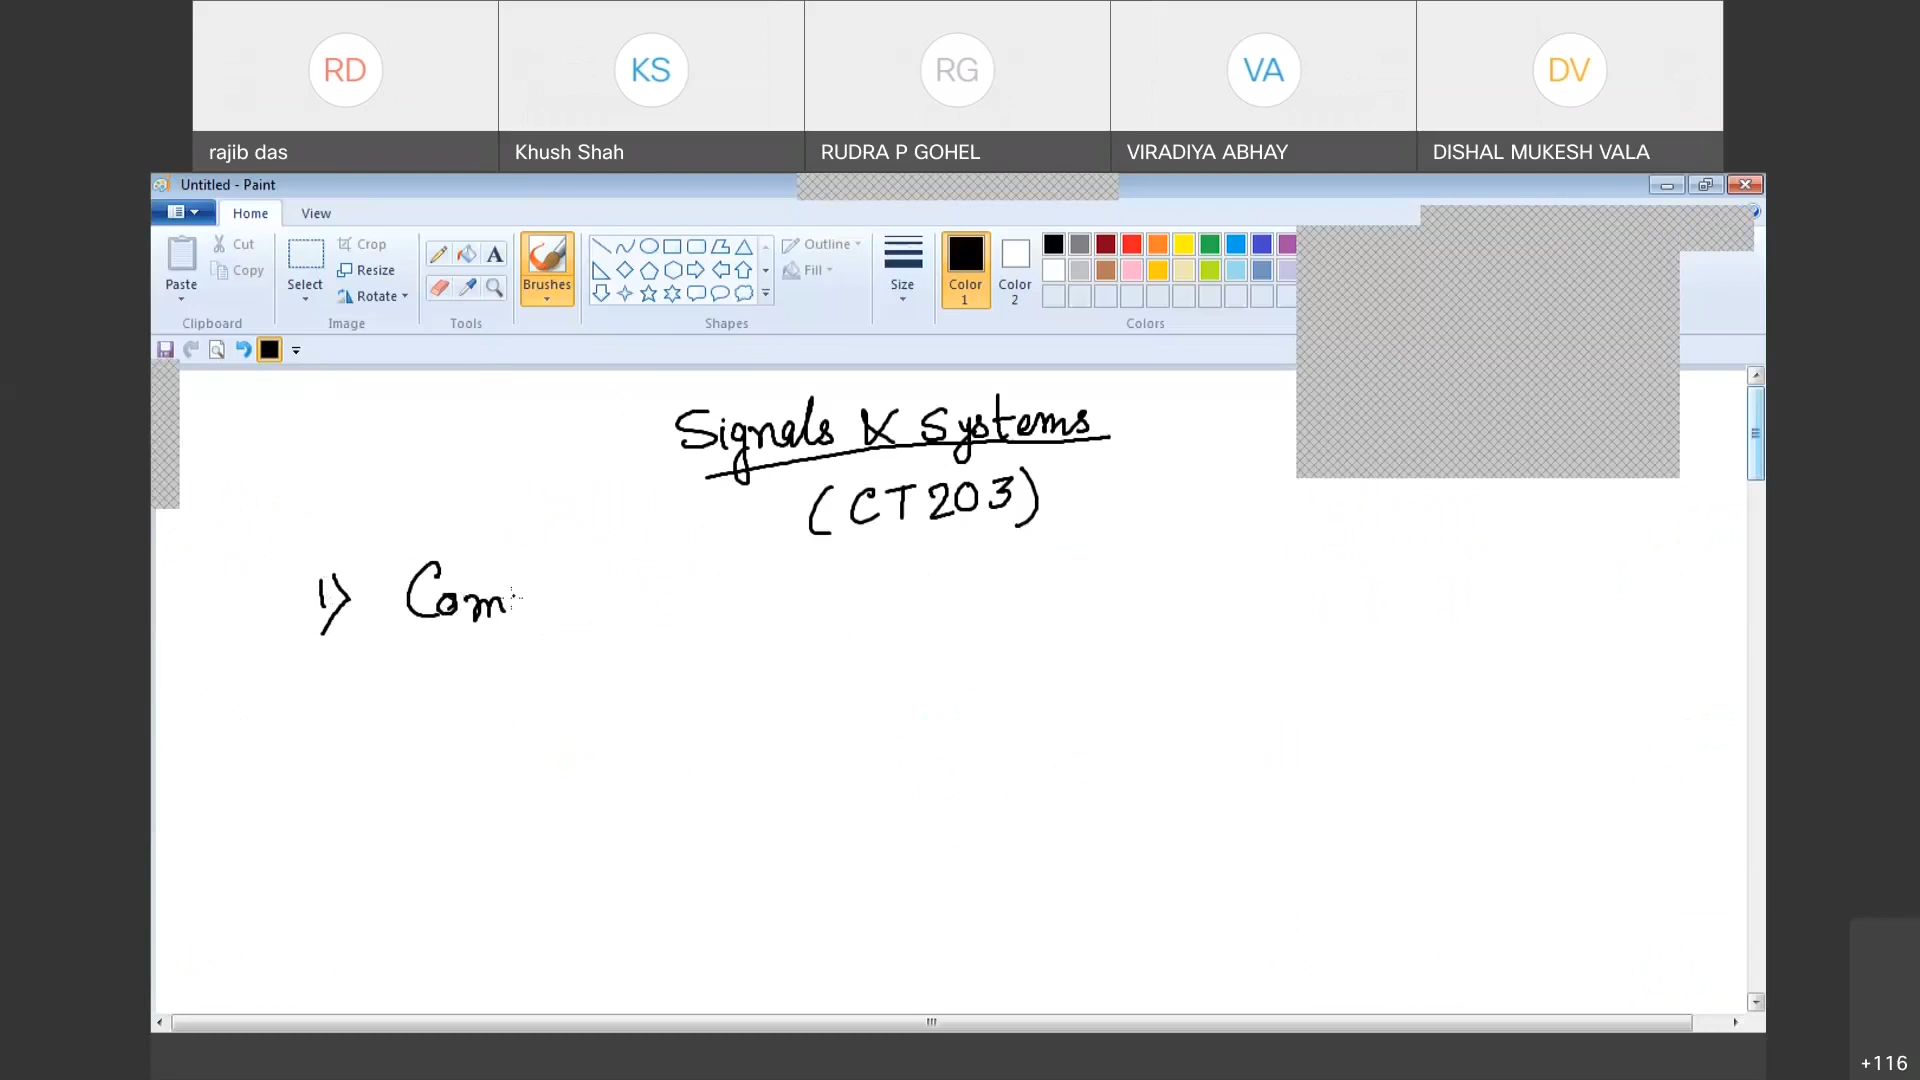 RD KS RG VA DV
rajib das Khush Shah RUDRA P GOHEL VIRADIYA ABHAY DISHAL MUKESH VALA
Untitled - Paint
Home View
Cut Crop Outline
Copy Resize Fill
Paste Select Rotate Brushes Size Color 1 Color 2
Clipboard Image Tools Shapes Colors
Signals & Systems
(CT203)
1) Com
+116